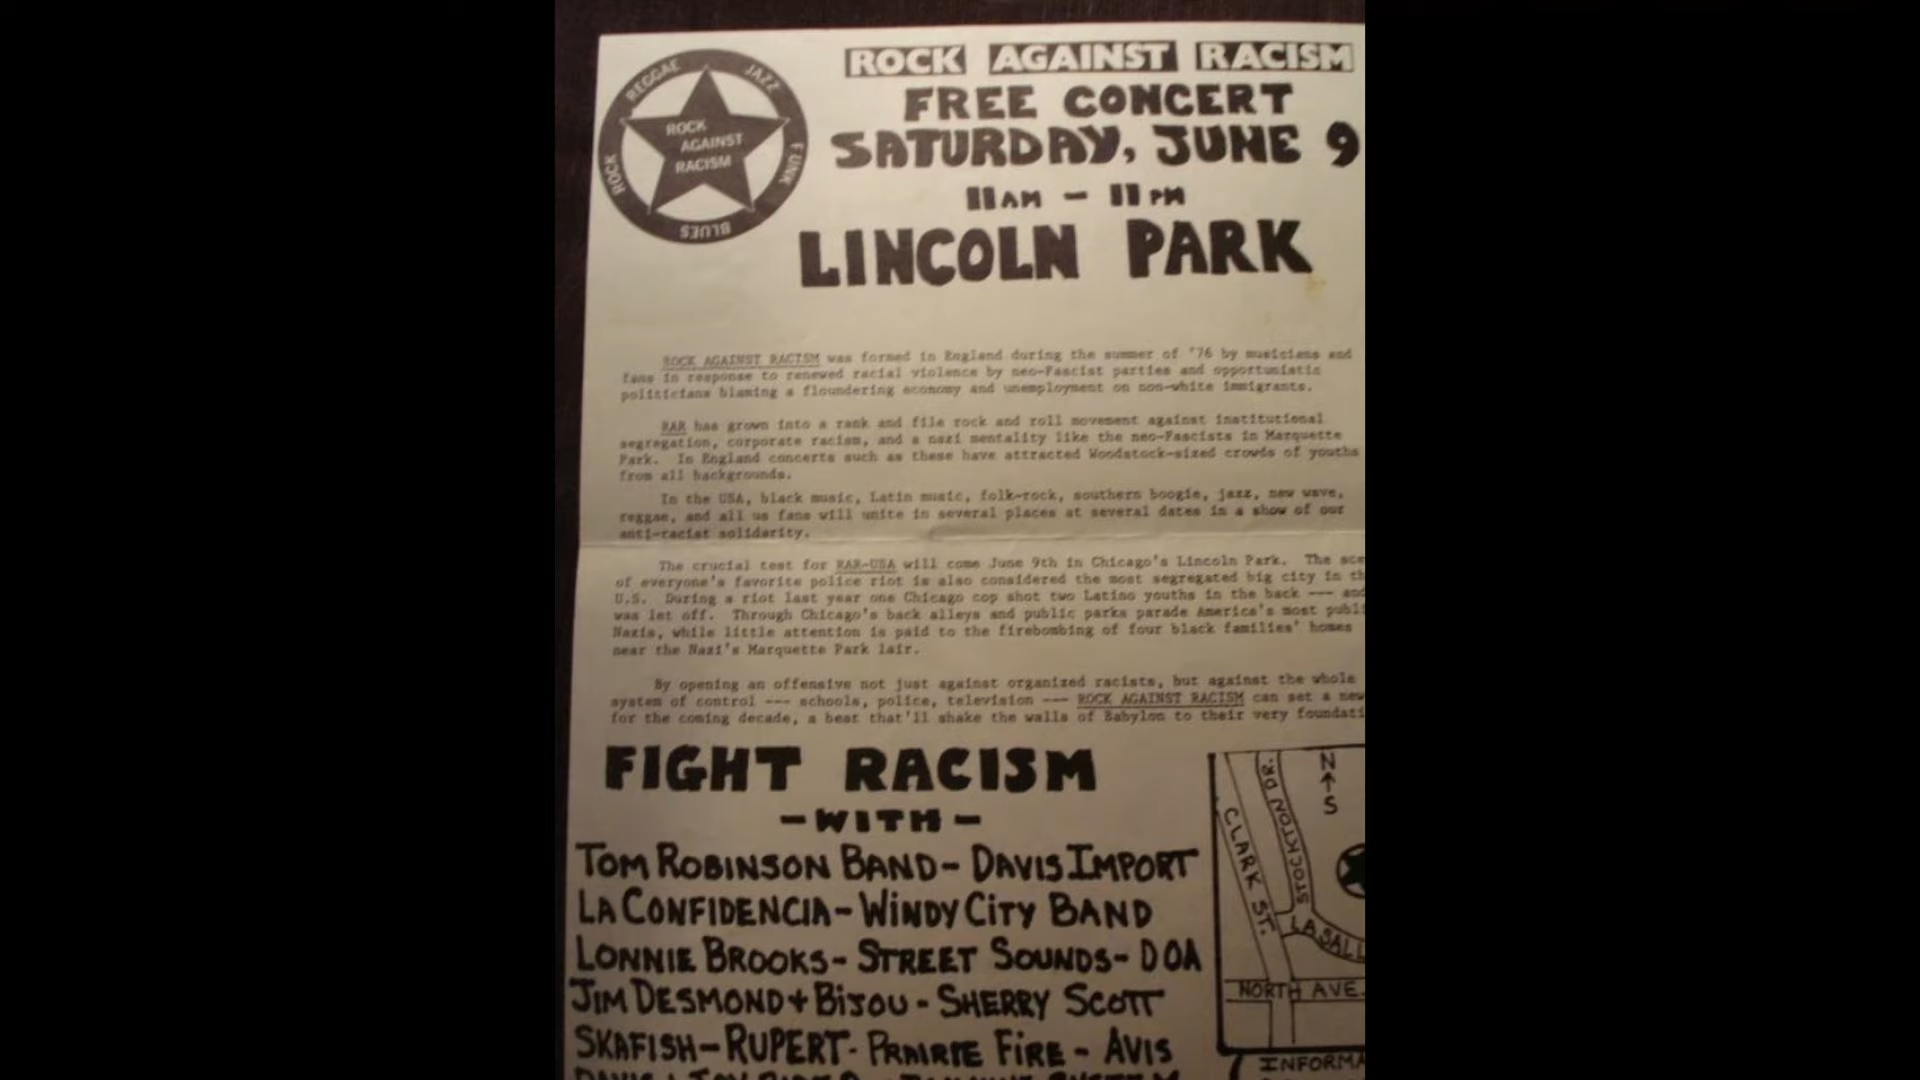 REGGAE JAZZ FUNK BLUES ROCK
ROCK
AGAINST
RACISM
ROCK AGAINST RACISM
FREE CONCERT
SATURDAY, JUNE 9
11AM - 11PM
LINCOLN PARK
ROCK AGAINST RACISM was formed in England during the summer of '76 by musicians and
fans in response to renewed racial violence by neo-Fascist parties and opportunistic
politicians blaming a floundering economy and unemployment on non-white immigrants.
RAR has grown into a rank and file rock and roll movement against institutional
segregation, corporate racism, and a nazi mentality like the neo-Fascists in Marquette
Park. In England concerts such as these have attracted Woodstock-sized crowds of youths
from all backgrounds.
In the USA, black music, Latin music, folk-rock, southern boogie, jazz, new wave,
reggae, and all us fans will unite in several places at several dates in a show of our
anti-racist solidarity.
The crucial test for RAR-USA will come June 9th in Chicago's Lincoln Park. The sce
of everyone's favorite police riot is also considered the most segregated big city in th
U.S. During a riot last year one Chicago cop shot two Latino youths in the back --- and
was let off. Through Chicago's back alleys and public parks parade America's most publi
Nazis, while little attention is paid to the firebombing of four black families' homes
near the Nazi's Marquette Park lair.
By opening an offensive not just against organized racists, but against the whole
system of control --- schools, police, television --- ROCK AGAINST RACISM can set a new
for the coming decade, a beat that'll shake the walls of Babylon to their very foundati
FIGHT RACISM
-WITH-
TOM ROBINSON BAND- DAVIS IMPORT
LA CONFIDENCIA- WINDY CITY BAND
LONNIE BROOKS- STREET SOUNDS- DOA
JIM DESMOND + BIJOU - SHERRY SCOTT
SKAFISH- RUPERT- PRAIRIE FIRE - AVIS
N
S
STOCKTON DR.
CLARK ST.
LASALL
NORTH AVE.
INFORMA